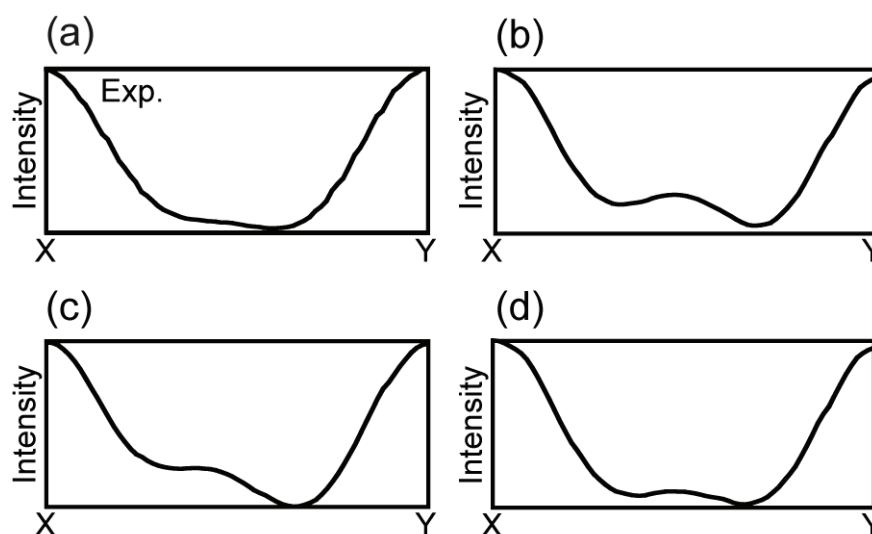 (a)
Exp.
Intensity
X Y
(b)
Intensity
X Y
(c)
Intensity
X Y
(d)
Intensity
X Y